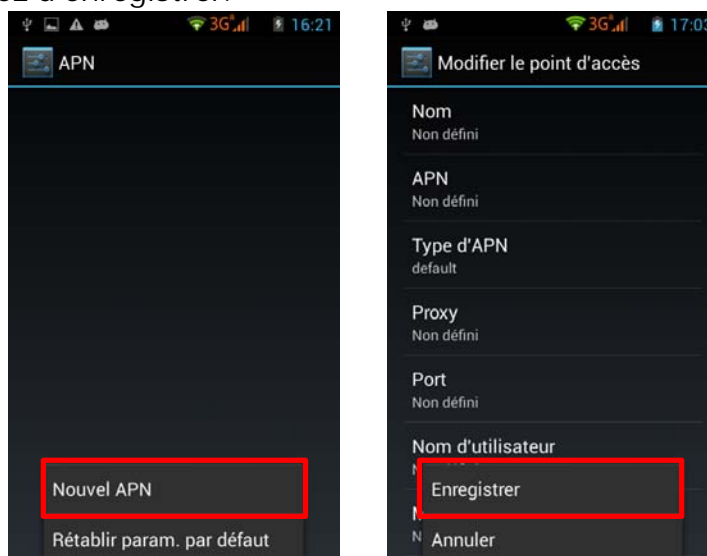 16:21
APN
Nouvel APN
Rétablir param. par défaut
3G
17:03
Modifier le point d'accès
Nom
Non défini
APN
Non défini
Type d'APN
default
Proxy
Non défini
Port
Non défini
Nom d'utilisateur
Enregistrer
Annuler